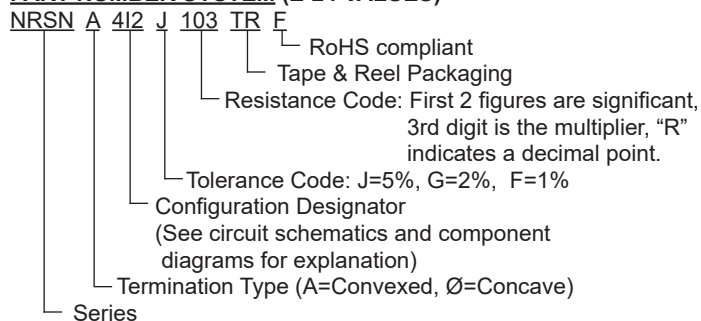 NRSN A 4I2 J 103 TR F
RoHS compliant
Tape & Reel Packaging
Resistance Code: First 2 figures are significant,
3rd digit is the multiplier, “R”
indicates a decimal point.
Tolerance Code: J=5%, G=2%, F=1%
Configuration Designator
(See circuit schematics and component
diagrams for explanation)
Termination Type (A=Convexed, Ø=Concave)
Series